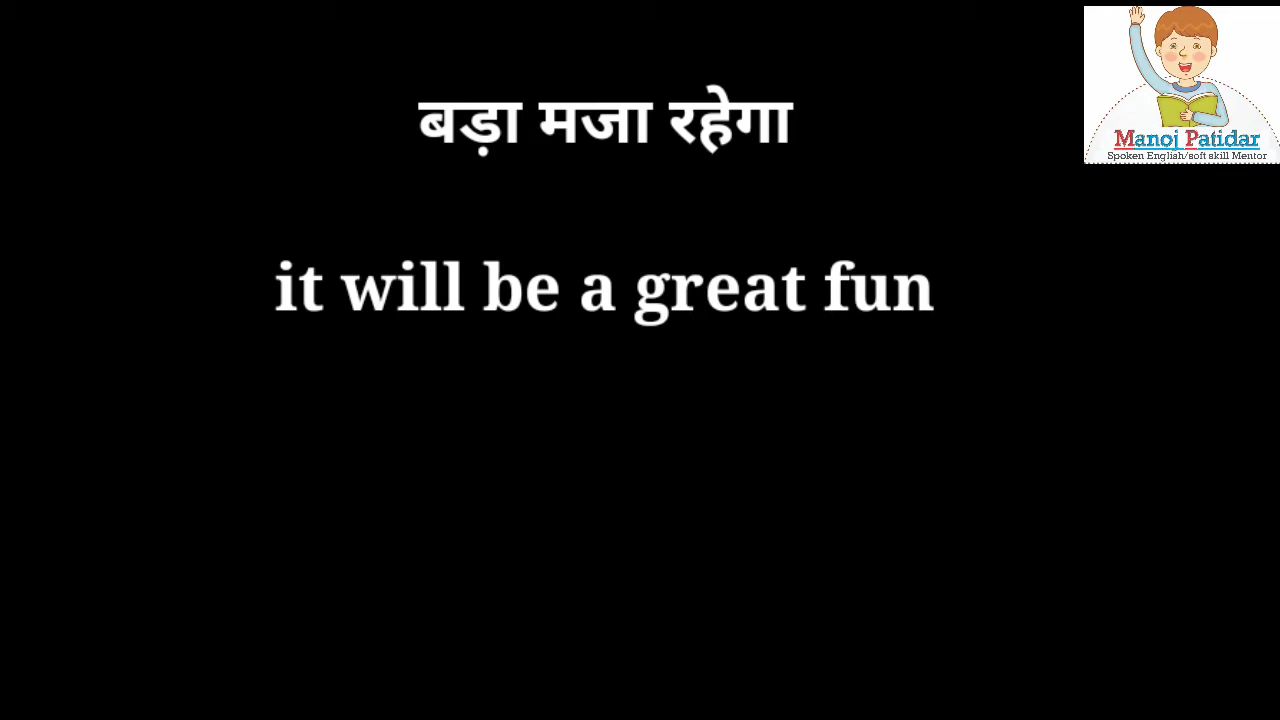 बड़ा मजा रहेगा
it will be a great fun
Manoj Patidar
Spoken English/soft skill Mentor